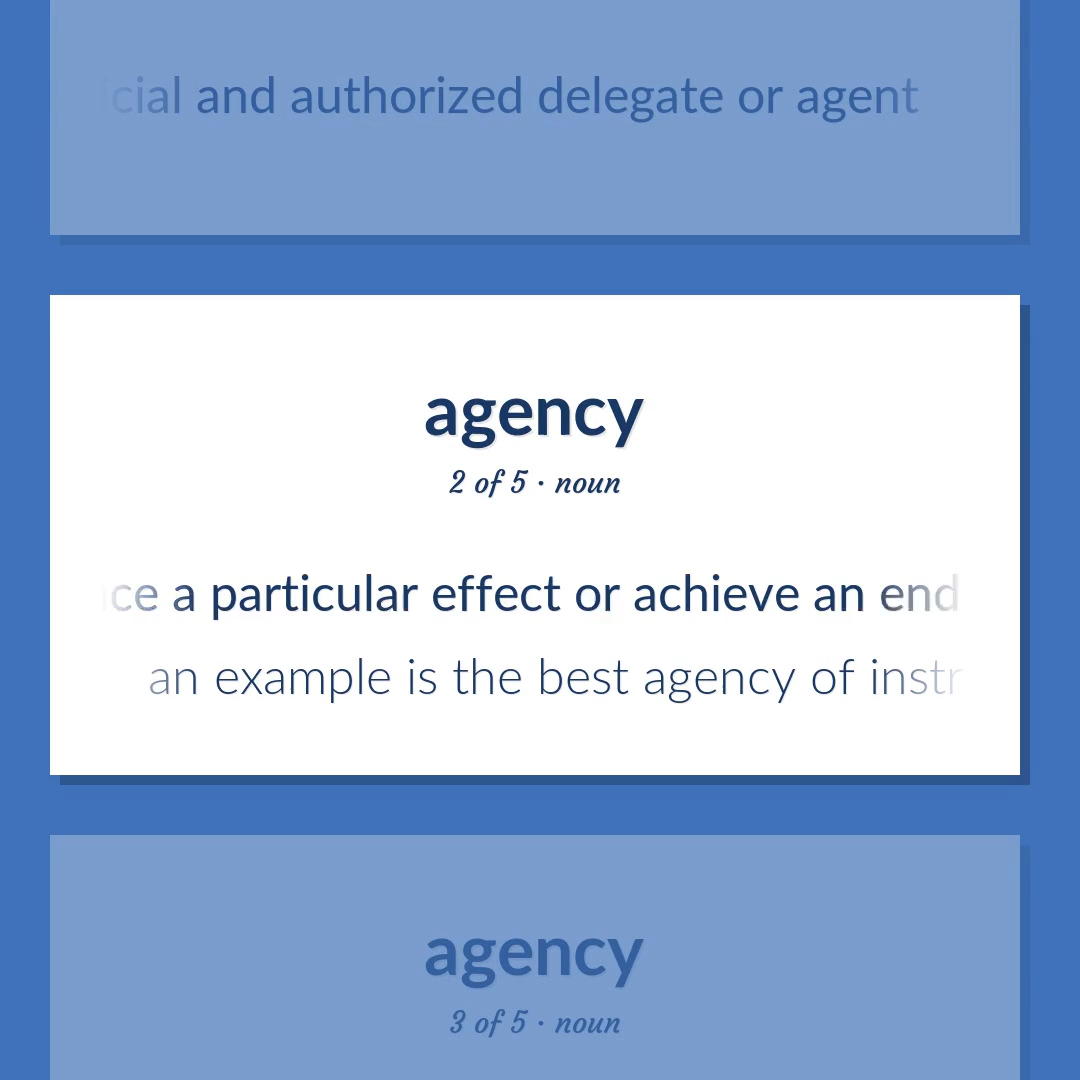 cial and authorized delegate or agent
agency
2 of 5 · noun
ce a particular effect or achieve an end
an example is the best agency of instr
agency
3 of 5 · noun